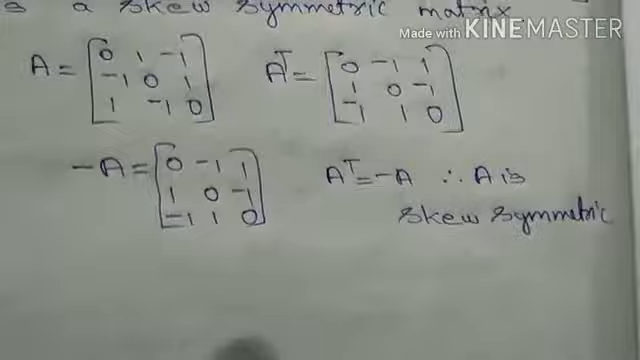 a skew symmetric matrix.
Made with KINEMASTER
A = [0 1 -1
-1 0 1
1 -1 0]
Aᵀ = [0 -1 1
1 0 -1
-1 1 0]
-A = [0 -1 1
1 0 -1
-1 1 0]
Aᵀ = -A ∴ A is
skew symmetric